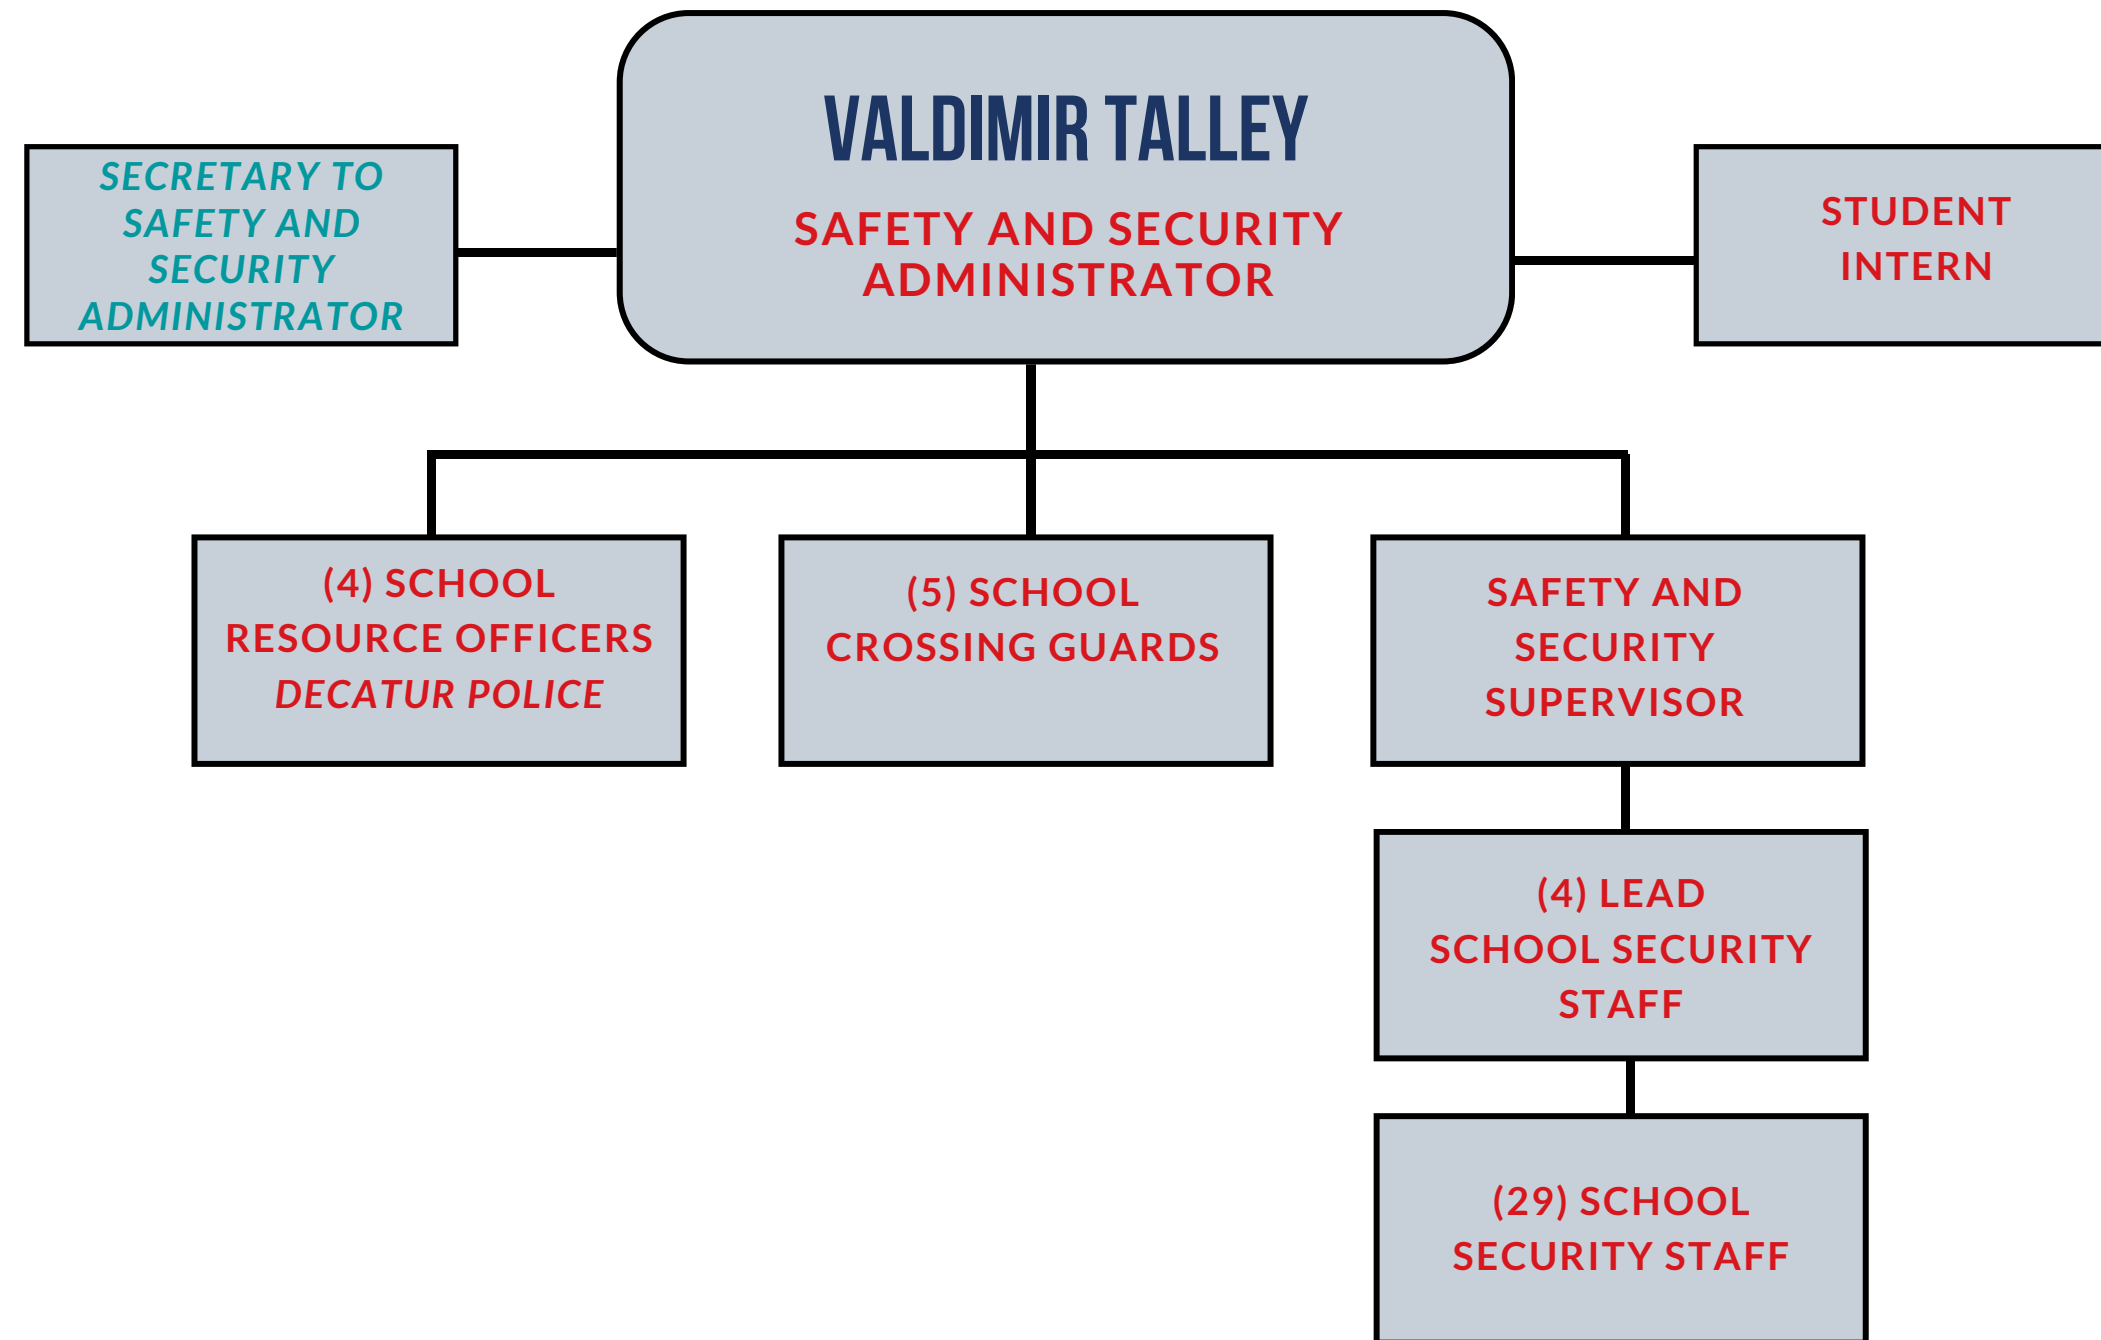 VALDIMIR TALLEY
SAFETY AND SECURITY
ADMINISTRATOR
SECRETARY TO
SAFETY AND
SECURITY
ADMINISTRATOR
STUDENT
INTERN
(4) SCHOOL
RESOURCE OFFICERS
DECATUR POLICE
(5) SCHOOL
CROSSING GUARDS
SAFETY AND
SECURITY
SUPERVISOR
(4) LEAD
SCHOOL SECURITY
STAFF
(29) SCHOOL
SECURITY STAFF